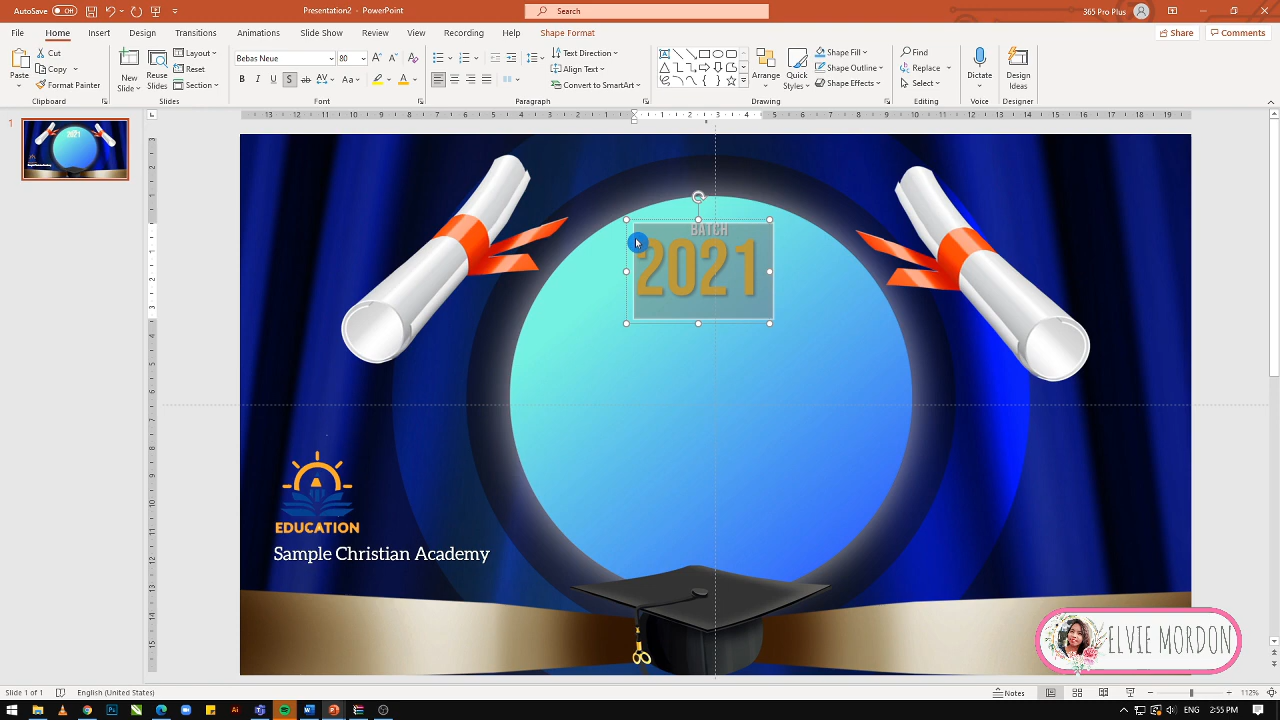 AutoSave Off
Presentation2 - PowerPoint
Search
365 Pro Plus
File Home Insert Design Transitions Animations Slide Show Review View Recording Help Shape Format
Share Comments
Paste
Cut
Copy
Format Painter
Clipboard
New Slide
Reuse Slides
Layout
Reset
Section
Slides
Bebas Neue 80
B I U S ab AV Aa A
Font
Text Direction
Align Text
Convert to SmartArt
Paragraph
Arrange
Quick Styles
Shape Fill
Shape Outline
Shape Effects
Drawing
Find
Replace
Select
Editing
Dictate
Voice
Design Ideas
Designer
1
BATCH
2021
EDUCATION
Sample Christian Academy
ELVIE MORDON
Slide 1 of 1
English (United States)
Notes
112%
ENG
2:55 PM